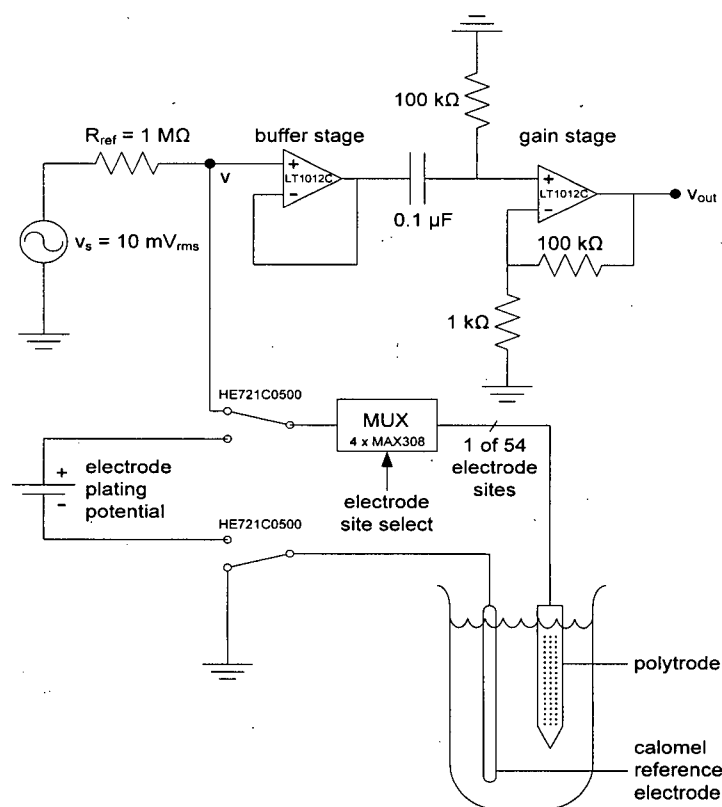 100 kΩ
R_ref = 1 MΩ
buffer stage
gain stage
+
LT1012C
-
v
+
LT1012C
-
v_out
0.1 µF
v_s = 10 mV_rms
100 kΩ
1 kΩ
HE721C0500
MUX
4 x MAX308
1 of 54
electrode
sites
+
-
electrode
plating
potential
electrode
site select
HE721C0500
polytrode
calomel
reference
electrode